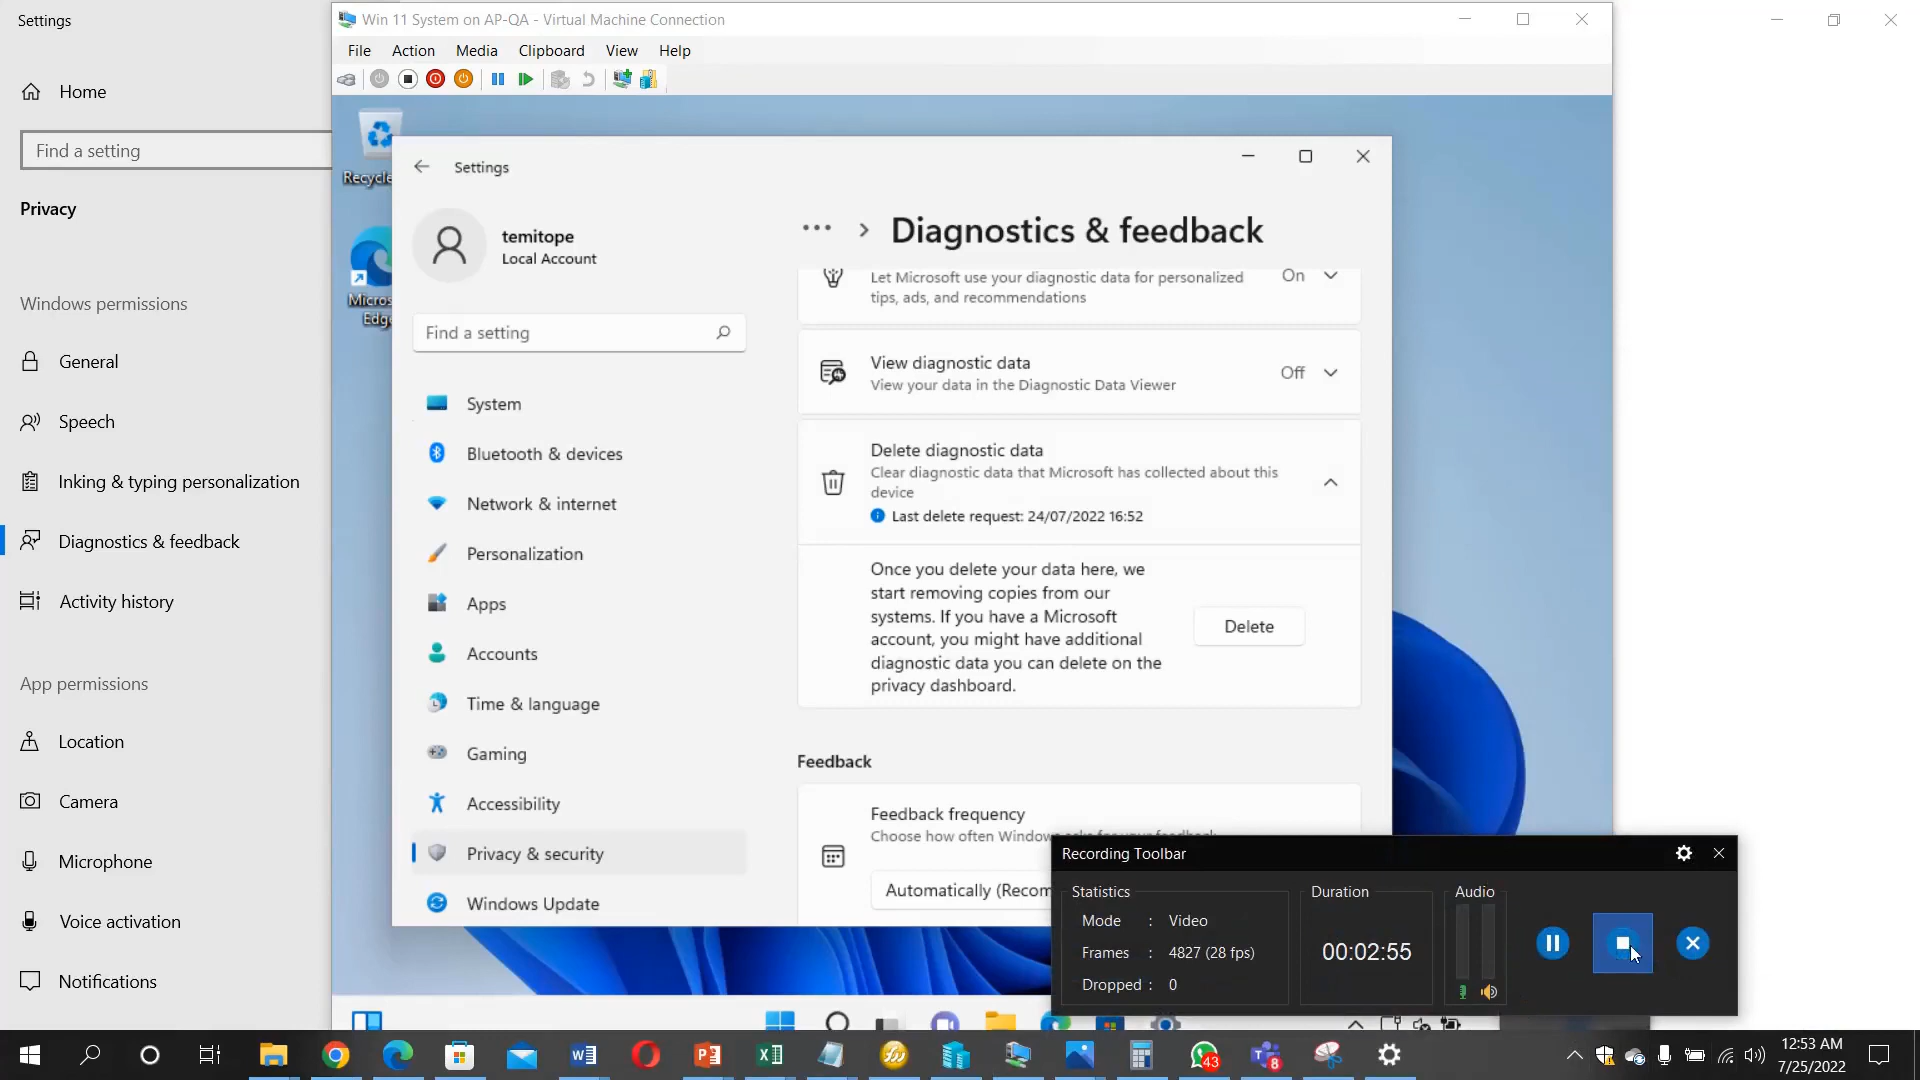 Settings
Home
Find a setting
Privacy
Windows permissions
General
Speech
Inking & typing personalization
Diagnostics & feedback
Activity history
App permissions
Location
Camera
Microphone
Voice activation
Notifications
Win 11 System on AP-QA - Virtual Machine Connection
File Action Media Clipboard View Help
Recycle
Micros
Edge
Settings
temitope
Local Account
Find a setting
System
Bluetooth & devices
Network & internet
Personalization
Apps
Accounts
Time & language
Gaming
Accessibility
Privacy & security
Windows Update
... > Diagnostics & feedback
Let Microsoft use your diagnostic data for personalized
tips, ads, and recommendations
On
View diagnostic data
View your data in the Diagnostic Data Viewer
Off
Delete diagnostic data
Clear diagnostic data that Microsoft has collected about this
device
Last delete request: 24/07/2022 16:52
Once you delete your data here, we
start removing copies from our
systems. If you have a Microsoft
account, you might have additional
diagnostic data you can delete on the
privacy dashboard.
Delete
Feedback
Feedback frequency
Choose how often Windows asks for your feedback
Automatically (Recom
Recording Toolbar
Statistics
Mode : Video
Frames : 4827 (28 fps)
Dropped : 0
Duration
00:02:55
Audio
43
8
12:53 AM
7/25/2022